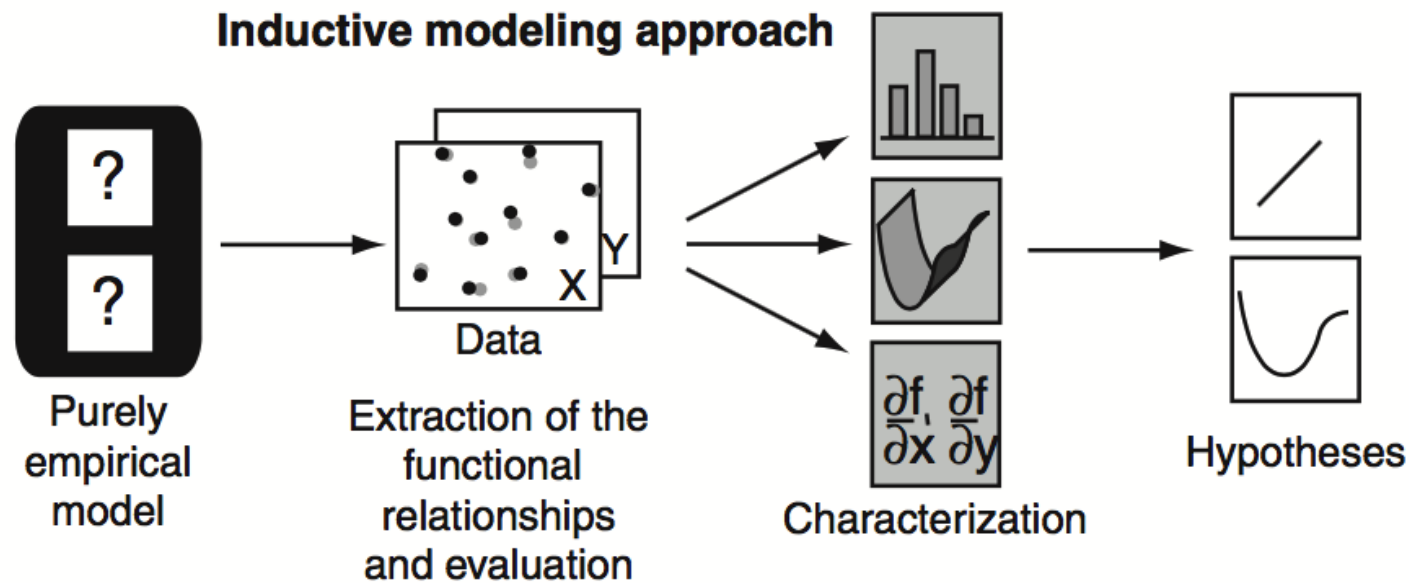 Inductive modeling approach
?
?
Purely
empirical
model
X
Y
Data
Extraction of the
functional
relationships
and evaluation
∂f, ∂f
∂x ∂y
Characterization
Hypotheses